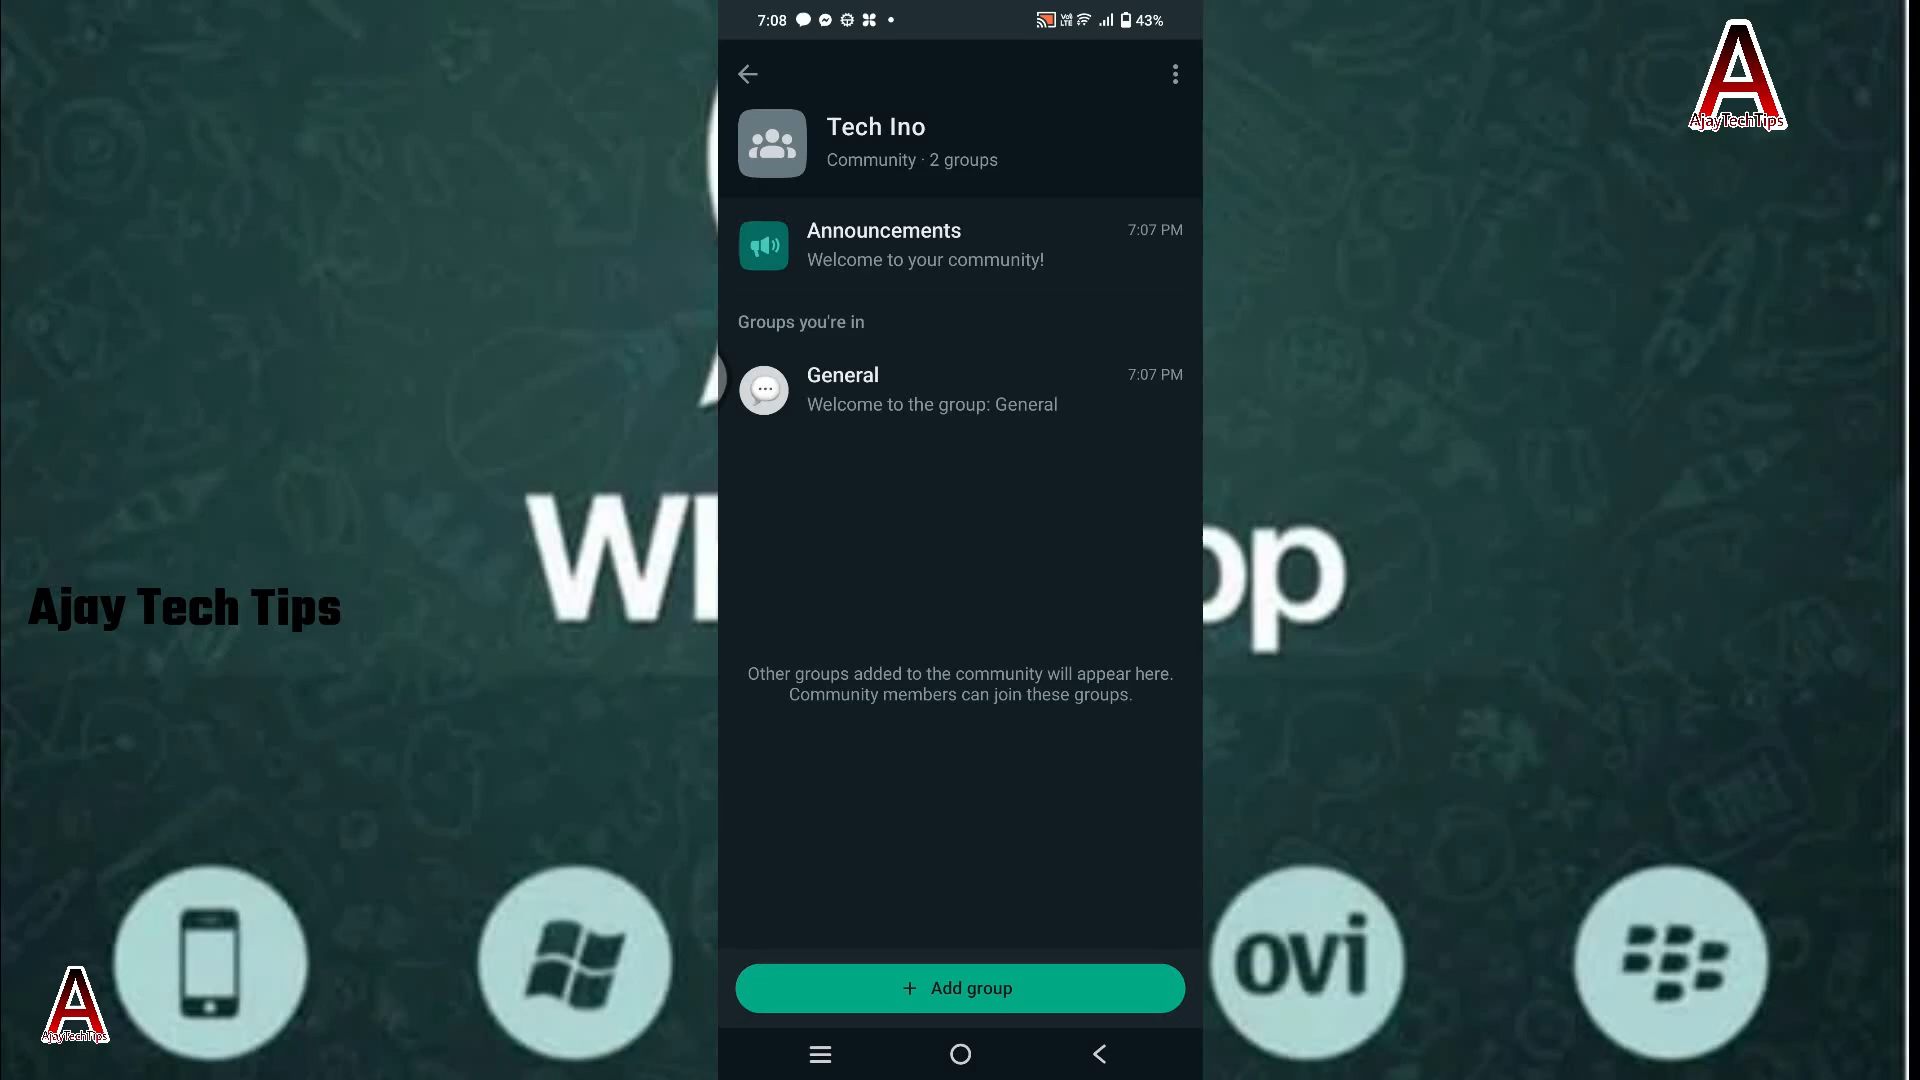 7:08
43%
AjayTechTips
Tech Ino
Community · 2 groups
Announcements
7:07 PM
Welcome to your community!
Groups you're in
General
7:07 PM
Welcome to the group: General
Ajay Tech Tips
Other groups added to the community will appear here.
Community members can join these groups.
ovi
+ Add group
AjayTechTips